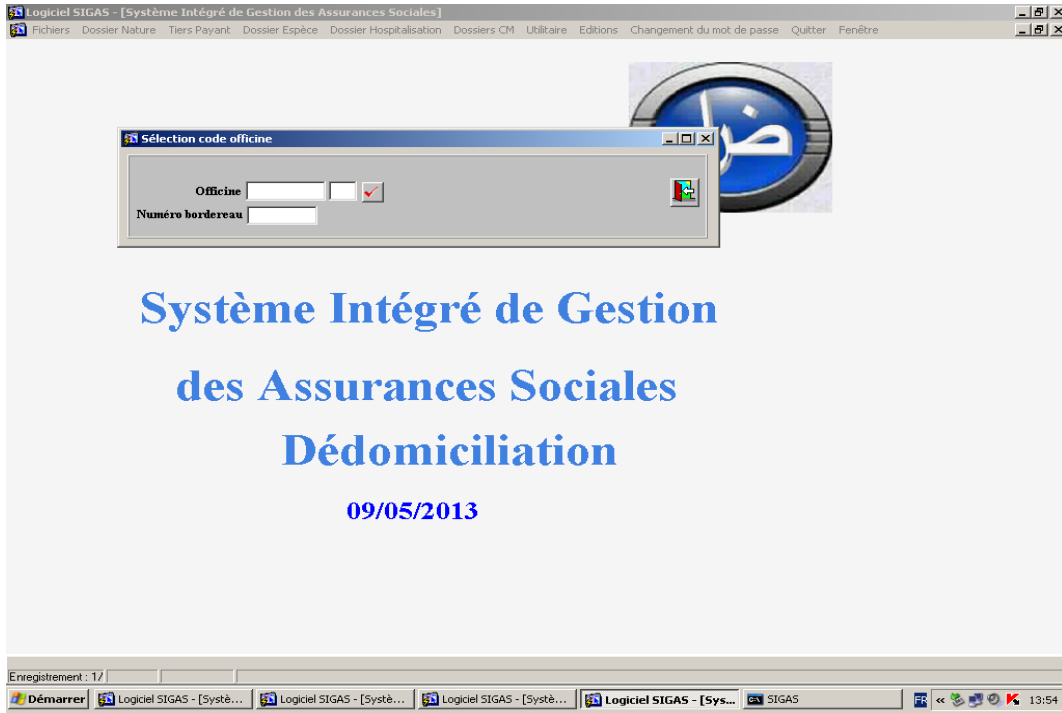 Logiciel SIGAS - [Système Intégré de Gestion des Assurances Sociales]
Fichiers Dossier Nature Tiers Payant Dossier Espèce Dossier Hospitalisation Dossiers CM Utilitaire Editions Changement du mot de passe Quitter Fenêtre
Sélection code officine
Officine
Numéro bordereau
Système Intégré de Gestion
des Assurances Sociales
Dédomiciliation
09/05/2013
Enregistrement : 1/
Démarrer Logiciel SIGAS - [Systè... Logiciel SIGAS - [Systè... Logiciel SIGAS - [Systè... Logiciel SIGAS - [Sys... SIGAS FR « 13:54